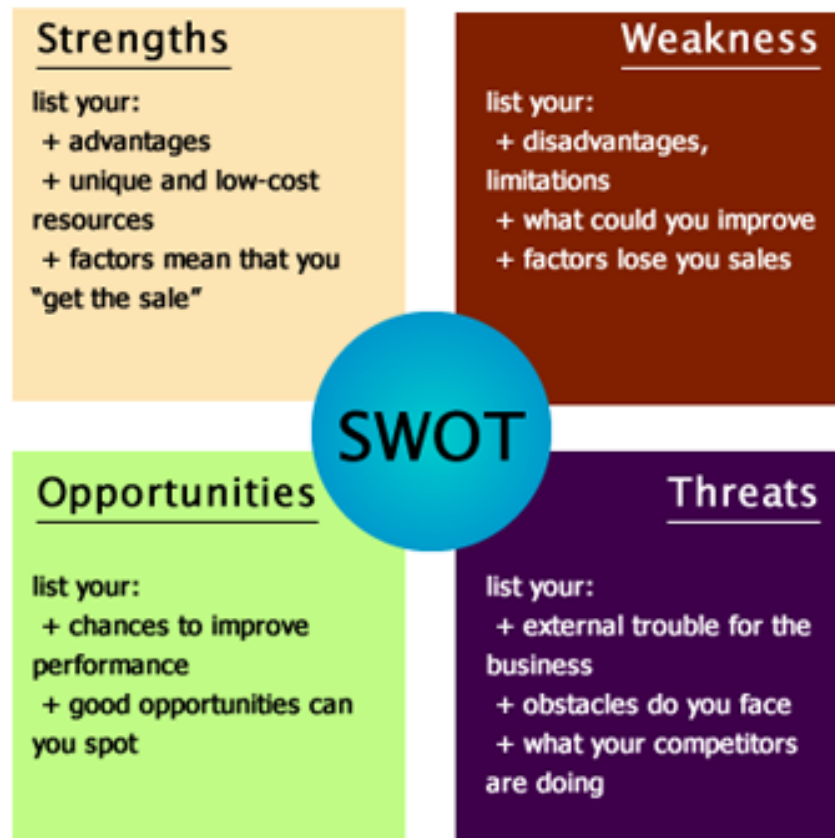 Strengths
list your:
+ advantages
+ unique and low-cost
resources
+ factors mean that you
“get the sale”
Weakness
list your:
+ disadvantages,
limitations
+ what could you improve
+ factors lose you sales
SWOT
Opportunities
list your:
+ chances to improve
performance
+ good opportunities can
you spot
Threats
list your:
+ external trouble for the
business
+ obstacles do you face
+ what your competitors
are doing